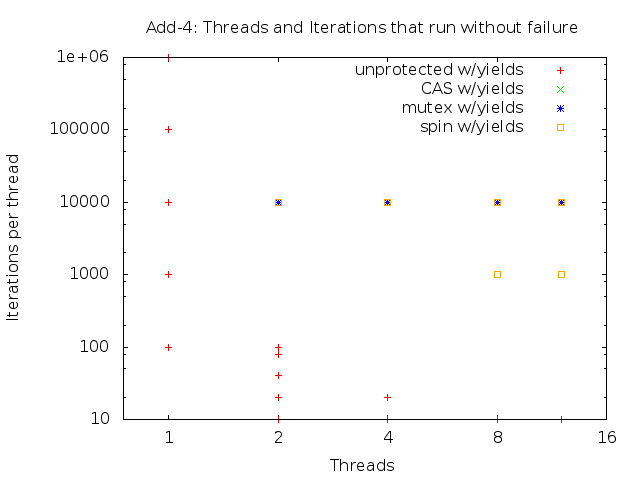 Add-4: Threads and Iterations that run without failure
unprotected w/yields
CAS w/yields
mutex w/yields
spin w/yields
Iterations per thread
1e+06
100000
10000
1000
100
10
1 2 4 8 16
Threads